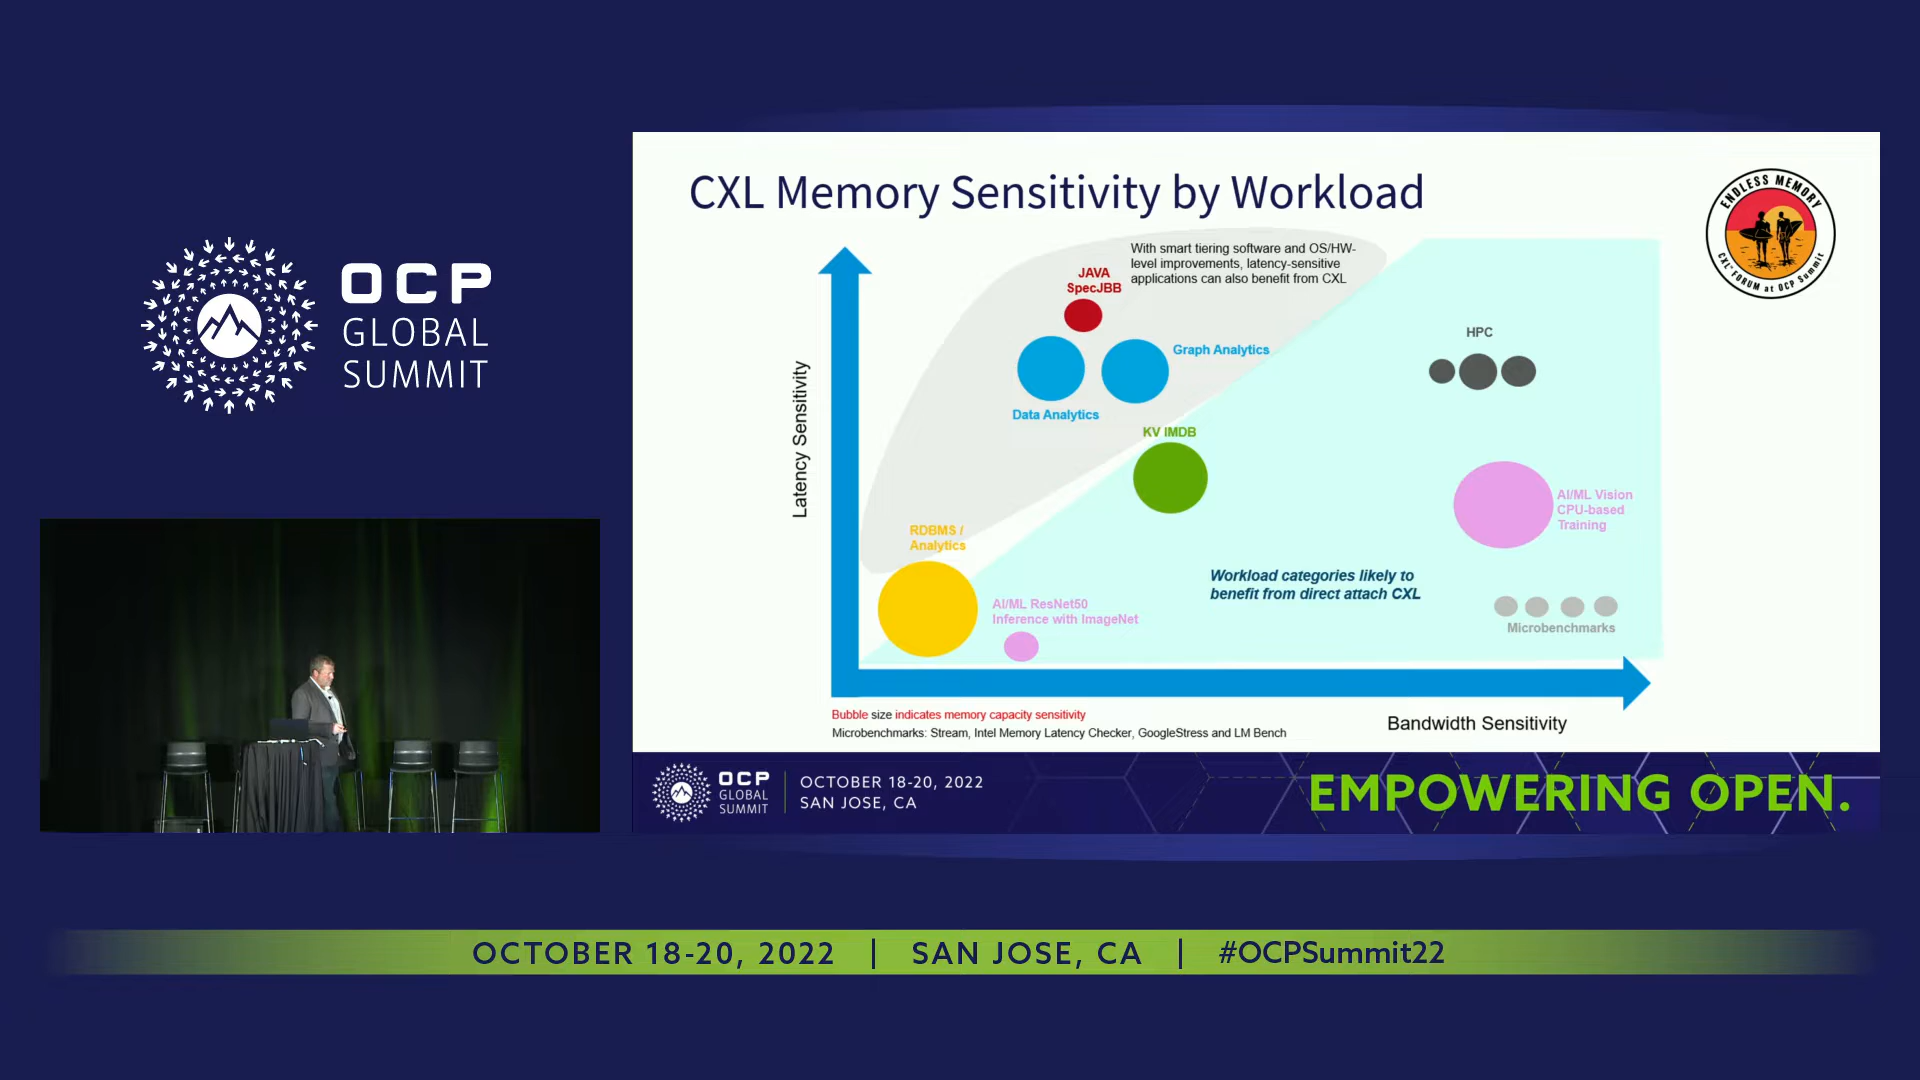 OCP
GLOBAL
SUMMIT
CXL Memory Sensitivity by Workload
ENDLESS MEMORY
CXL™ FORUM at OCP Summit
With smart tiering software and OS/HW-
level improvements, latency-sensitive
applications can also benefit from CXL
JAVA
SpecJBB
Graph Analytics
Data Analytics
HPC
KV IMDB
Latency Sensitivity
AI/ML Vision
CPU-based
Training
RDBMS /
Analytics
Workload categories likely to
benefit from direct attach CXL
AI/ML ResNet50
Inference with ImageNet
Microbenchmarks
Bubble size indicates memory capacity sensitivity
Microbenchmarks: Stream, Intel Memory Latency Checker, GoogleStress and LM Bench
Bandwidth Sensitivity
OCP
GLOBAL
SUMMIT
OCTOBER 18-20, 2022
SAN JOSE, CA
EMPOWERING OPEN.
OCTOBER 18-20, 2022 | SAN JOSE, CA | #OCPSummit22